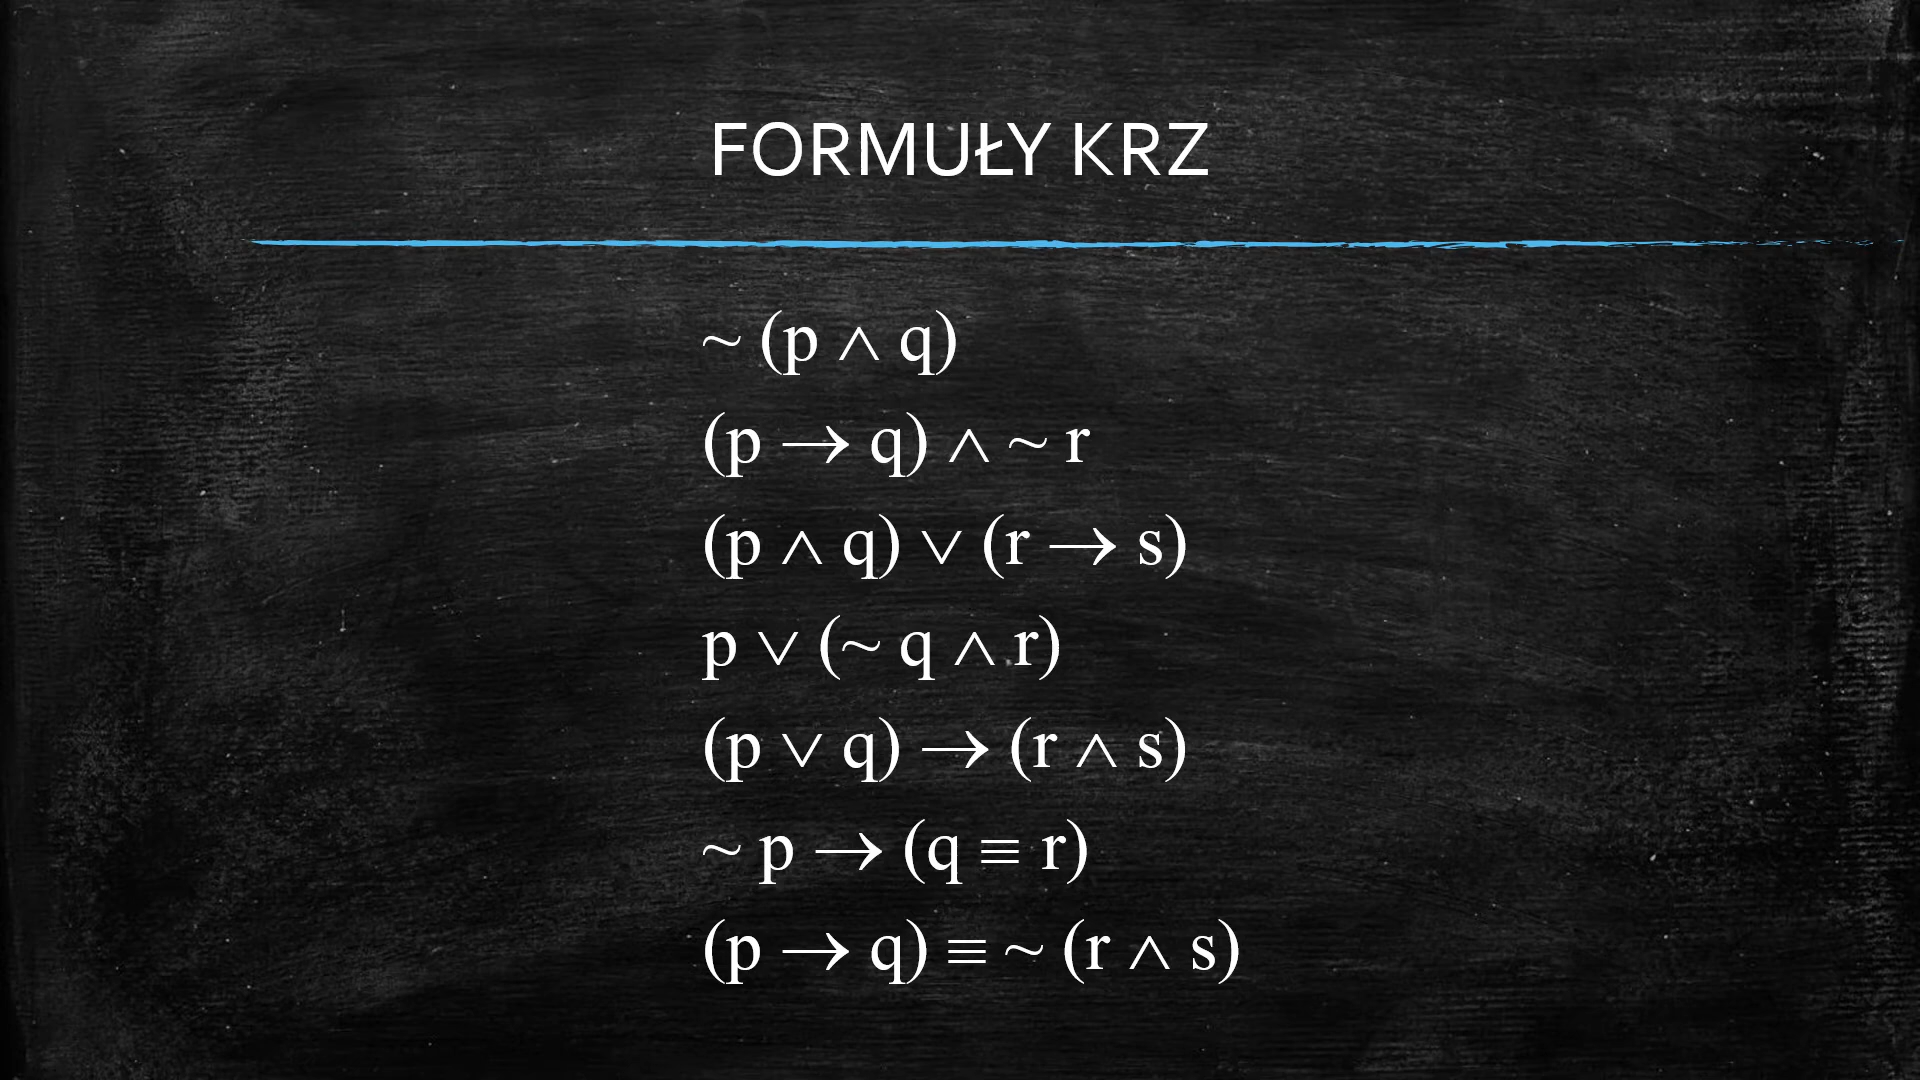 FORMUŁY KRZ
~ (p ∧ q)
(p → q) ∧ ~ r
(p ∧ q) ∨ (r → s)
p ∨ (~ q ∧ r)
(p ∨ q) → (r ∧ s)
~ p → (q ≡ r)
(p → q) ≡ ~ (r ∧ s)